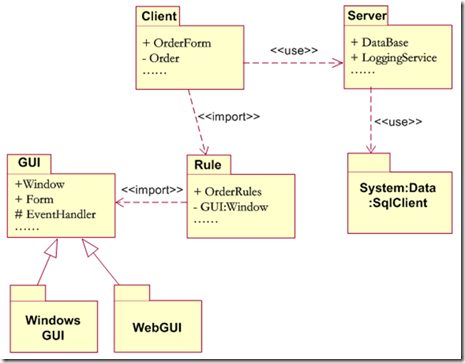 Client
+ OrderForm
- Order
......
<<use>>
Server
+ DataBase
+ LoggingService
......
<<import>>
<<use>>
GUI
+Window
+ Form
# EventHandler
......
<<import>>
Rule
+ OrderRules
- GUI:Window
......
System:Data
:SqlClient
Windows
GUI
WebGUI